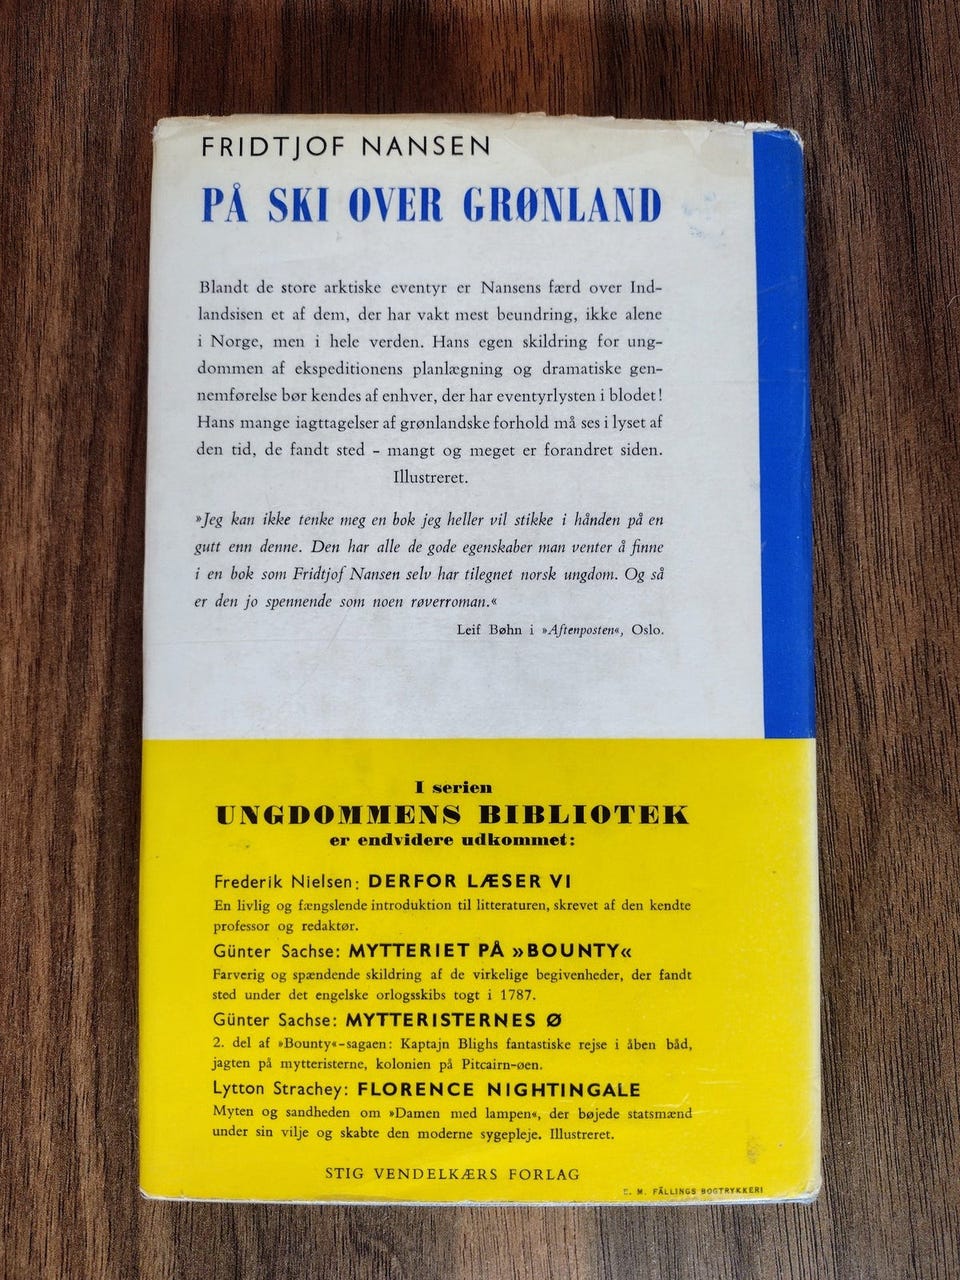 FRIDTJOF NANSEN
PÅ SKI OVER GRØNLAND
Blandt de store arktiske eventyr er Nansens færd over Ind-
landsisen et af dem, der har vakt mest beundring, ikke alene
i Norge, men i hele verden. Hans egen skildring for ung-
dommen af ekspeditionens planlægning og dramatiske gen-
nemførelse bør kendes af enhver, der har eventyrlysten i blodet!
Hans mange iagttagelser af grønlandske forhold må ses i lyset af
den tid, de fandt sted – mangt og meget er forandret siden.
Illustreret.
»Jeg kan ikke tenke meg en bok jeg heller vil stikke i hånden på en
gutt enn denne. Den har alle de gode egenskaber man venter å finne
i en bok som Fridtjof Nansen selv har tilegnet norsk ungdom. Og så
er den jo spennende som noen røverroman.«
Leif Bøhn i »Aftenposten«, Oslo.
I serien
UNGDOMMENS BIBLIOTEK
er endvidere udkommet:
Frederik Nielsen: DERFOR LÆSER VI
En livlig og fængslende introduktion til litteraturen, skrevet af den kendte
professor og redaktør.
Günter Sachse: MYTTERIET PÅ »BOUNTY«
Farverig og spændende skildring af de virkelige begivenheder, der fandt
sted under det engelske orlogsskibs togt i 1787.
Günter Sachse: MYTTERISTERNES Ø
2. del af »Bounty«-sagaen: Kaptajn Blighs fantastiske rejse i åben båd,
jagten på mytteristerne, kolonien på Pitcairn-øen.
Lytton Strachey: FLORENCE NIGHTINGALE
Myten og sandheden om »Damen med lampen«, der bøjede statsmænd
under sin vilje og skabte den moderne sygepleje. Illustreret.
STIG VENDELKÆRS FORLAG
E. M. FÄLLINGS BOGTRYKKERI